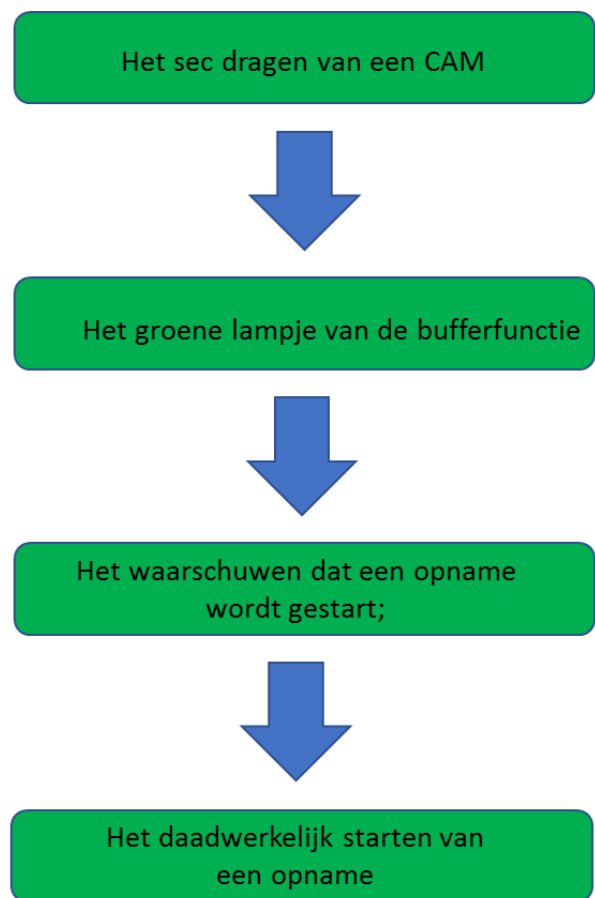 Het sec dragen van een CAM
Het groene lampje van de bufferfunctie
Het waarschuwen dat een opname
wordt gestart;
Het daadwerkelijk starten van
een opname